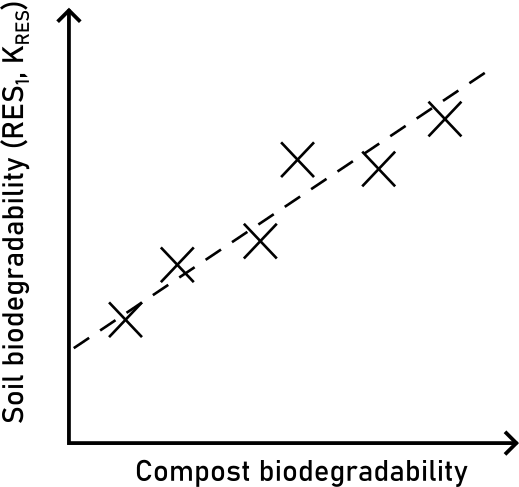 Soil biodegradability (RES1, KRES)
Compost biodegradability